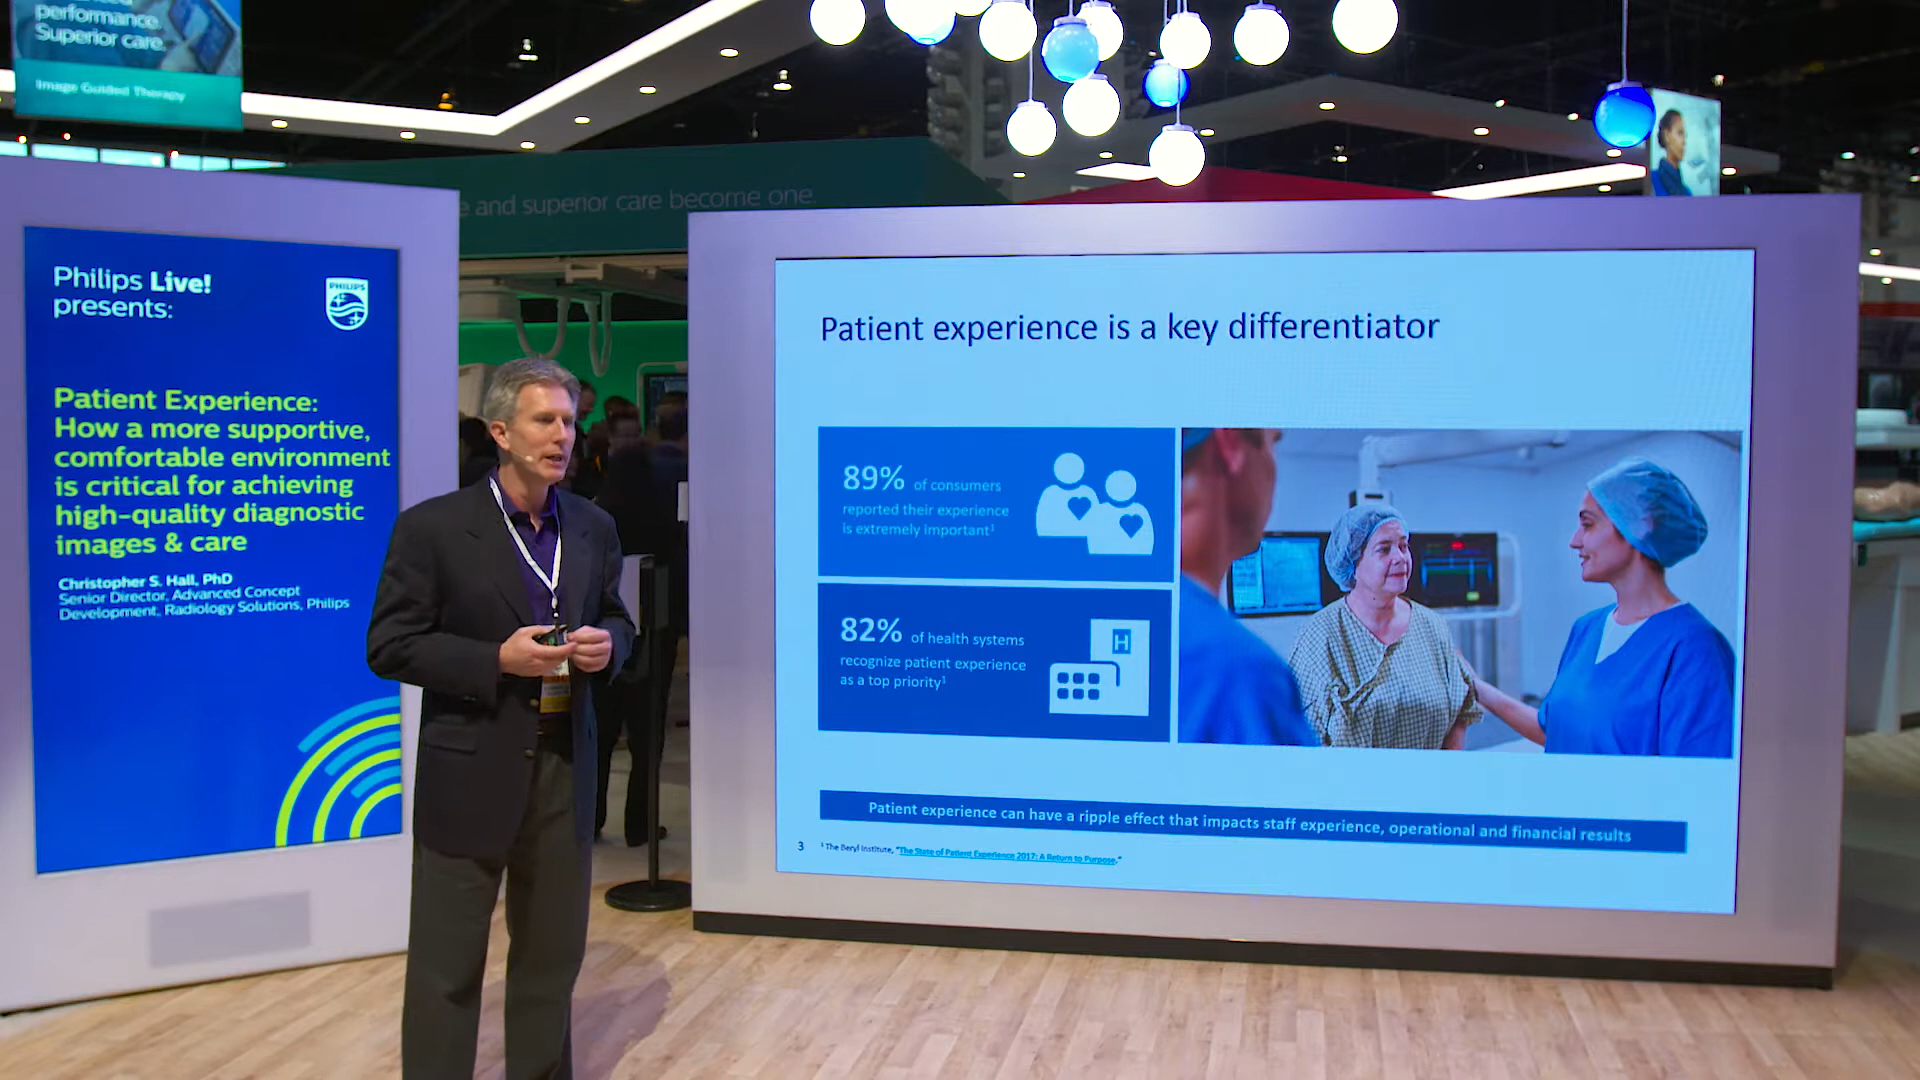 performance.
Superior care.
Image Guided Therapy
e and superior care become one.
Philips Live!
presents:
PHILIPS
Patient Experience:
How a more supportive,
comfortable environment
is critical for achieving
high-quality diagnostic
images & care
Christopher S. Hall, PhD
Senior Director, Advanced Concept
Development, Radiology Solutions, Philips
Patient experience is a key differentiator
89% of consumers
reported their experience
is extremely important¹
82% of health systems
recognize patient experience
as a top priority¹
H
Patient experience can have a ripple effect that impacts staff experience, operational and financial results
3
¹ The Beryl Institute, "The State of Patient Experience 2017: A Return to Purpose."